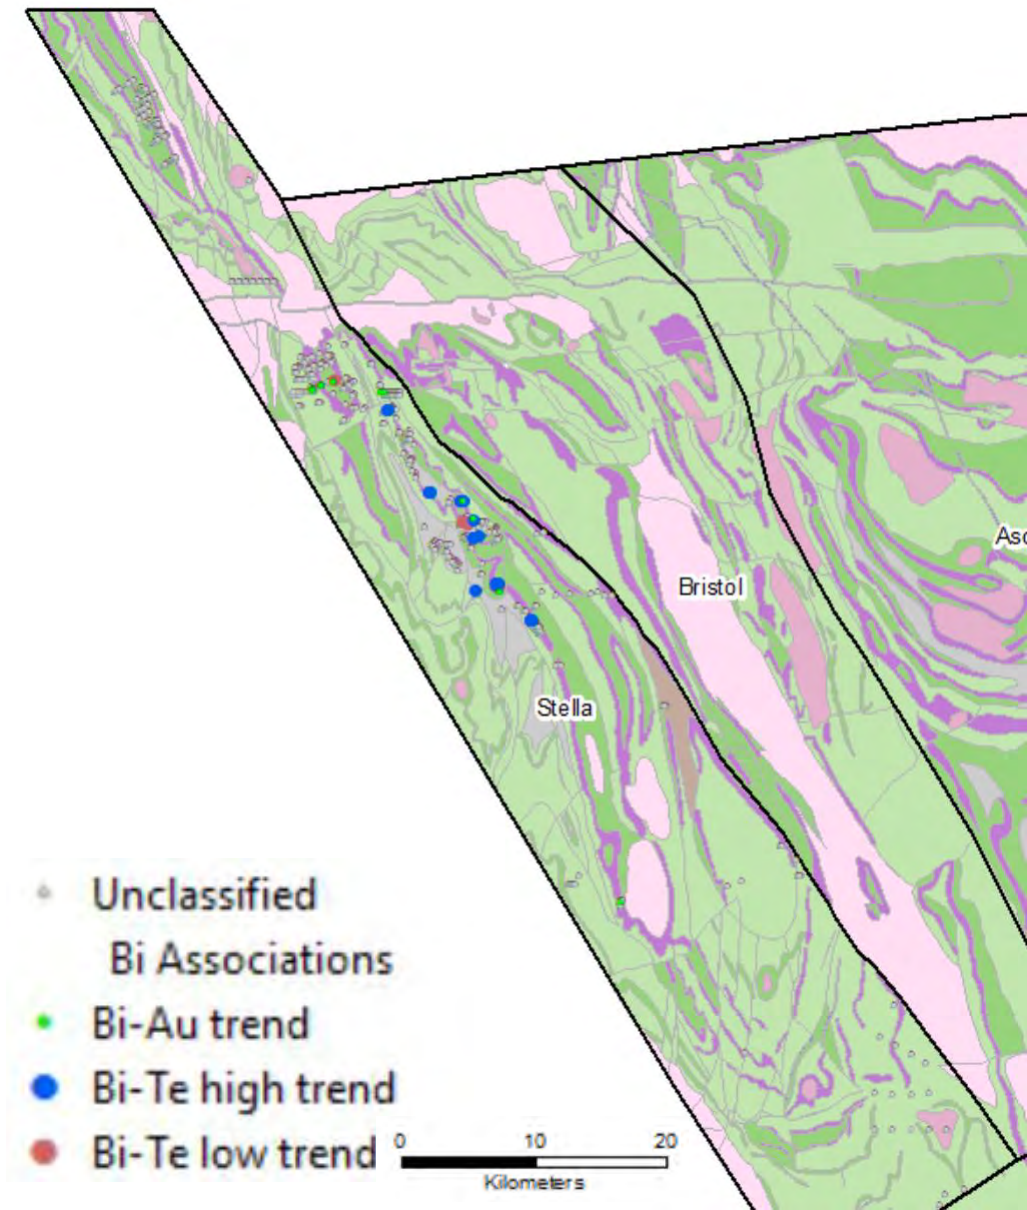 Asc
Bristol
Stella
Unclassified
Bi Associations
Bi-Au trend
Bi-Te high trend
Bi-Te low trend
0 10 20
Kilometers